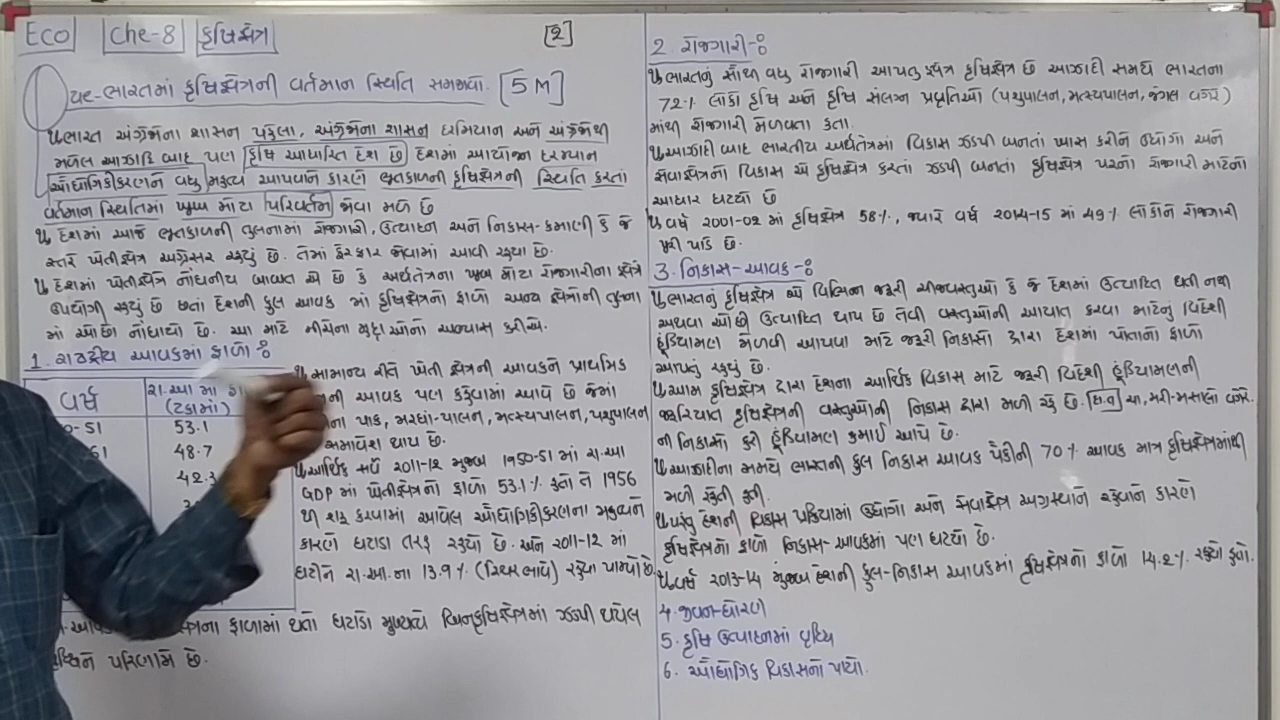 Eco Che-8 કૃષિક્ષેત્ર [2]
ભારતમાં કૃષિક્ષેત્રની વર્તમાન સ્થિતિ સમજાવો. [5 M]
ભારત અંગ્રેજોના શાસન પહેલા, અંગ્રેજોના શાસન દરમિયાન અને અંગ્રેજોથી
મળેલ આઝાદિ બાદ પણ કૃષિ આધારિત દેશ છે દેશમાં આયોજન દરમ્યાન
ઔદ્યોગિકીકરણને વધુ મહત્વ આપવાને કારણે ભૂતકાળની કૃષિક્ષેત્રની સ્થિતિ કરતાં
વર્તમાન સ્થિતિમાં ખૂબ મોટા પરિવર્તન જોવા મળે છે
દેશમાં આજે ભૂતકાળની તુલનામાં રોજગારી, ઉત્પાદન અને નિકાસ-કમાણી કે જે
સ્તરે ખેતીક્ષેત્ર અગ્રેસર રહ્યું છે. તેમાં ફેરફાર જોવામાં આવી રહ્યા છે.
દેશમાં ખેતીક્ષેત્રે નોંધનીય બાબત એ છે કે અર્થતંત્રના ખૂબ મોટા રોજગારીના ક્ષેત્રે
ઉપયોગી રહ્યું છે છતાં દેશની કુલ આવક માં કૃષિક્ષેત્રનો ફાળો અન્ય ક્ષેત્રોની તુલના
માં ઓછો નોંધાયો છે. આ માટે નીચેના મુદ્દાઓનો અભ્યાસ કરીએ.
1. રાષ્ટ્રીય આવકમાં ફાળો :
વર્ષ રા.આ માં
(ટકામાં)
-51 53.1
61 48.7
42.3
સામાન્ય રીતે ખેતી ક્ષેત્રની આવકને પ્રાથમિક
આવક પણ કહેવામાં આવે છે જેમાં
પાક, મરઘાં-પાલન, મત્સ્યપાલન, પશુપાલન
સમાવેશ થાય છે.
આર્થિક સર્વે 2011-12 મુજબ 1950-51 માં રા.આ
GDP માં ખેતીક્ષેત્રનો ફાળો 53.1% હતો તે 1956
થી શરૂ કરવામાં આવેલ ઔદ્યોગિકીકરણના મહત્વને
કારણે ઘટાડા તરફ રહ્યો છે. અને 2011-12 માં
ઘટીને રા.આ.ના 13.9% (સ્થિરભાવે) રહેવા પામ્યો છે.
ફાળામાં થતો ઘટાડો મુખ્યત્વે બિનકૃષિક્ષેત્રમાં ઝડપી થયેલ
પરિણામે છે.
2. રોજગારી-:
ભારતનું સૌથી વધુ રોજગારી આપતુ ક્ષેત્ર કૃષિક્ષેત્ર છે આઝાદી સમયે ભારતના
72% લોકો કૃષિ અને કૃષિ સંલગ્ન પ્રવૃત્તિઓ (પશુપાલન, મત્સ્યપાલન, જંગલ વગેરે)
માંથી રોજગારી મેળવતા હતા.
આઝાદી બાદ ભારતીય અર્થતંત્રમાં વિકાસ ઝડપી બનતાં ખાસ કરીને ઉદ્યોગો અને
સેવાક્ષેત્રનો વિકાસ એ કૃષિક્ષેત્ર કરતાં ઝડપી બનતાં કૃષિક્ષેત્ર પરનો રોજગારી માટેનો
આધાર ઘટ્યો છે
વર્ષ 2001-02 માં કૃષિક્ષેત્ર 58%, જ્યારે વર્ષ 2014-15 માં 49% લોકોને રોજગારી
પુરી પાડે છે.
3. નિકાસ-આવક-:
ભારતનું કૃષિક્ષેત્ર એ વિભિન્ન જરૂરી ચીજવસ્તુઓ કે જે દેશમાં ઉત્પાદિત થતી નથી
અથવા ઓછી ઉત્પાદિત થાય છે તેવી વસ્તુઓની આયાત કરવા માટેનું વિદેશી
હૂંડિયામણ મેળવી આપવા માટે જરૂરી નિકાસો દ્વારા દેશમાં પોતાનો ફાળો
આપતું રહ્યું છે.
આમ કૃષિક્ષેત્ર દ્વારા દેશના આર્થિક વિકાસ માટે જરૂરી વિદેશી હૂંડિયામણની
જરૂરિયાત કૃષિક્ષેત્રની વસ્તુઓની નિકાસ દ્વારા મળી રહે છે. દા.ત ચા, મરી-મસાલો વગેરે.
ની નિકાસો કરી હૂંડિયામણ કમાઈ આપે છે.
આઝાદીના સમયે ભારતની કુલ નિકાસ આવક પૈકીની 70% આવક માત્ર કૃષિક્ષેત્રમાંથી
મળી રહેતી હતી.
પરંતુ દેશની વિકાસ પ્રક્રિયામાં ઉદ્યોગો અને સેવાક્ષેત્ર અગ્રસ્થાને રહેવાને કારણે
કૃષિક્ષેત્રનો ફાળો નિકાસ-આવકમાં પણ ઘટ્યો છે.
વર્ષ 2013-14 મુજબ દેશની કુલ-નિકાસ આવકમાં કૃષિક્ષેત્રનો ફાળો 14.2% રહ્યો હતો.
4. જીવન-ધોરણ
5. કૃષિ ઉત્પાદનમાં વૃદ્ધિ
6. ઔદ્યોગિક વિકાસનો પાયો.